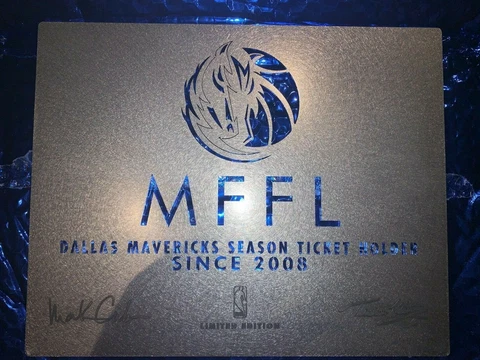 MFFL
DALLAS MAVERICKS SEASON TICKET HOLDER
SINCE 2008
LIMITED EDITION